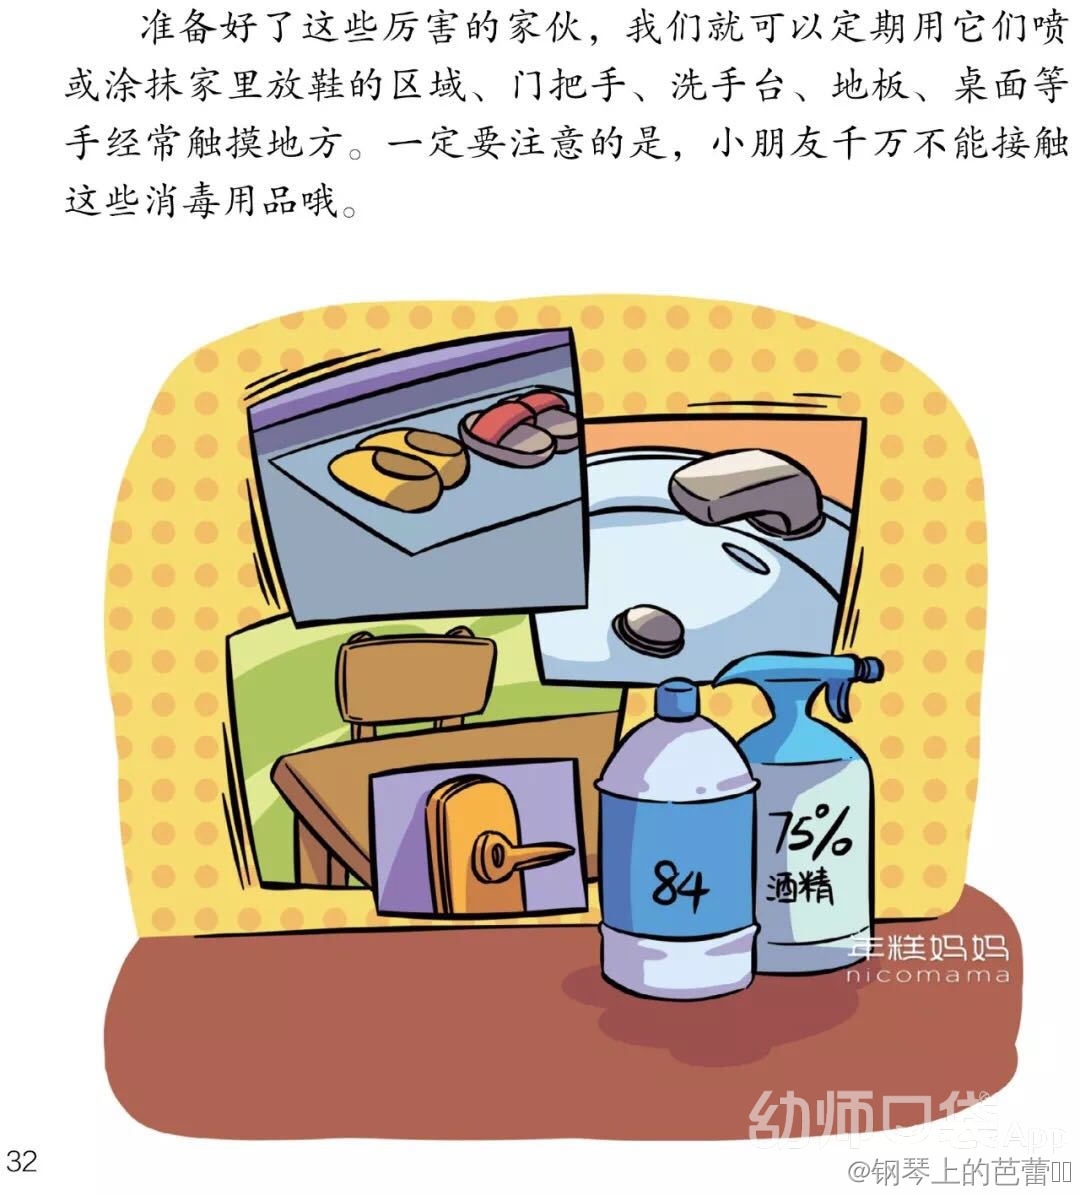 准备好了这些厉害的家伙，我们就可以定期用它们喷
或涂抹家里放鞋的区域、门把手、洗手台、地板、桌面等
手经常触摸地方。一定要注意的是，小朋友千万不能接触
这些消毒用品哦。
84
75%
酒精
年糕妈妈
nicomama
幼师口袋App
32
@钢琴上的芭蕾